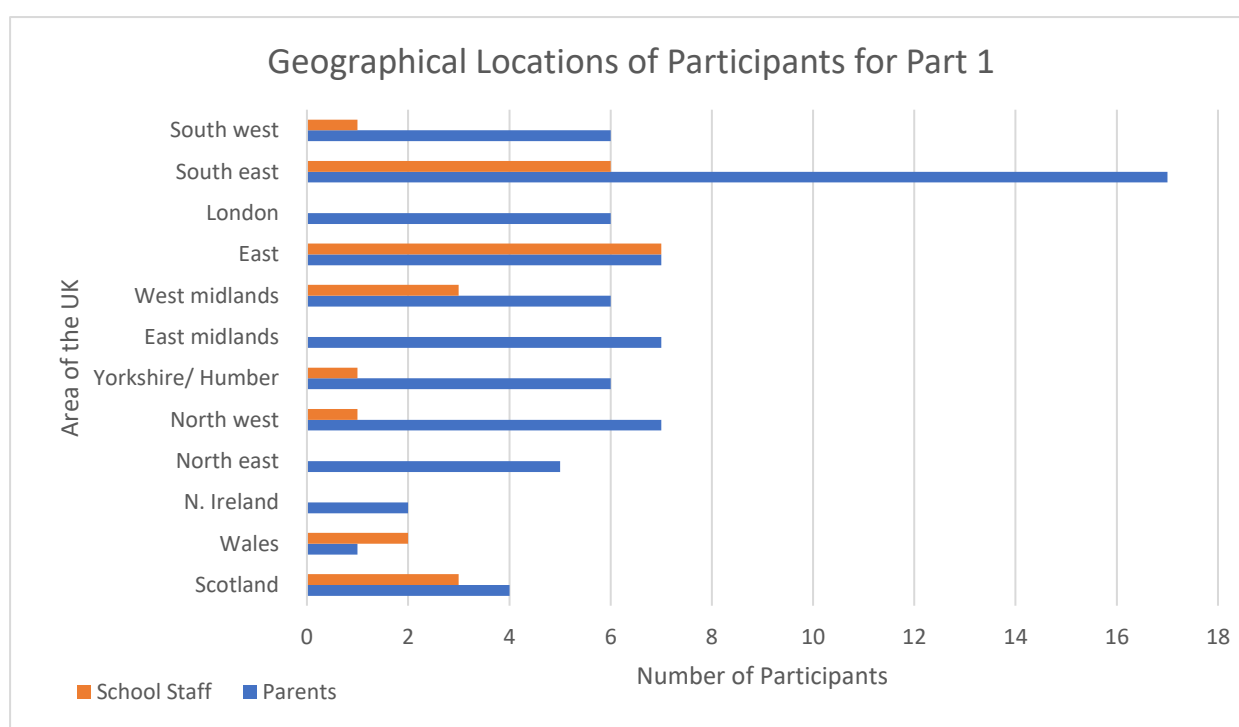 Geographical Locations of Participants for Part 1
Area of the UK
South west
South east
London
East
West midlands
East midlands
Yorkshire/ Humber
North west
North east
N. Ireland
Wales
Scotland
0 2 4 6 8 10 12 14 16 18
Number of Participants
School Staff Parents